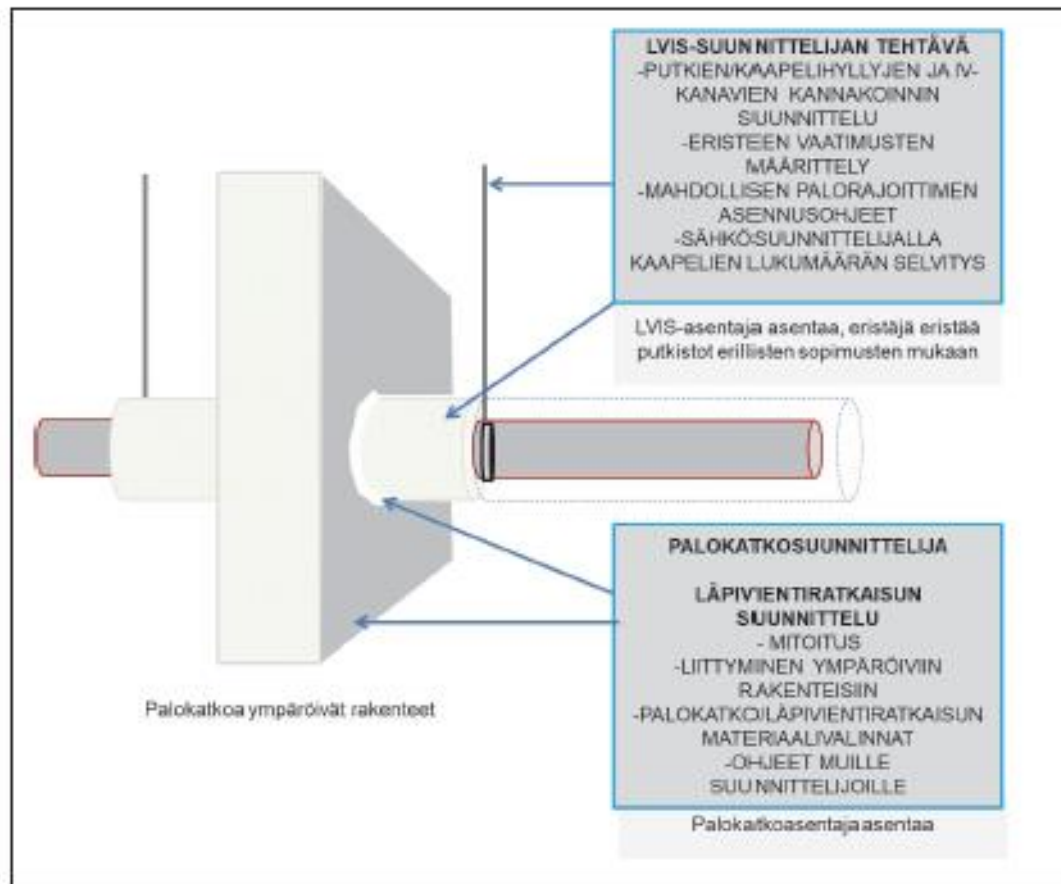 LVIS-SUUNNITTELIJAN TEHTÄVÄ
-PUTKIEN/KAAPELIHYLLYJEN JA IV-
KANAVIEN KANNAKOINNIN
SUUNNITTELU
-ERISTEEN VAATIMUSTEN
MÄÄRITTELY
-MAHDOLLISEN PALORAJOITTIMEN
ASENNUSOHJEET
-SÄHKÖSUUNNITTELIJALLA
KAAPELIEN LUKUMÄÄRÄN SELVITYS
LVIS-asentaja asentaa, eristäjä eristää
putkistot erillisten sopimusten mukaan
Palokatkoa ympäröivät rakenteet
PALOKATKOSUUNNITTELIJA
LÄPIVIENTIRATKAISUN
SUUNNITTELU
- MITOITUS
-LIITTYMINEN YMPÄRÖIVIIN
RAKENTEISIIN
-PALOKATKO/LÄPIVIENTIRATKAISUN
MATERIAALIVALINNAT
-OHJEET MUILLE
SUUNNITTELIJOILLE
Palokatkoasentaja asentaa